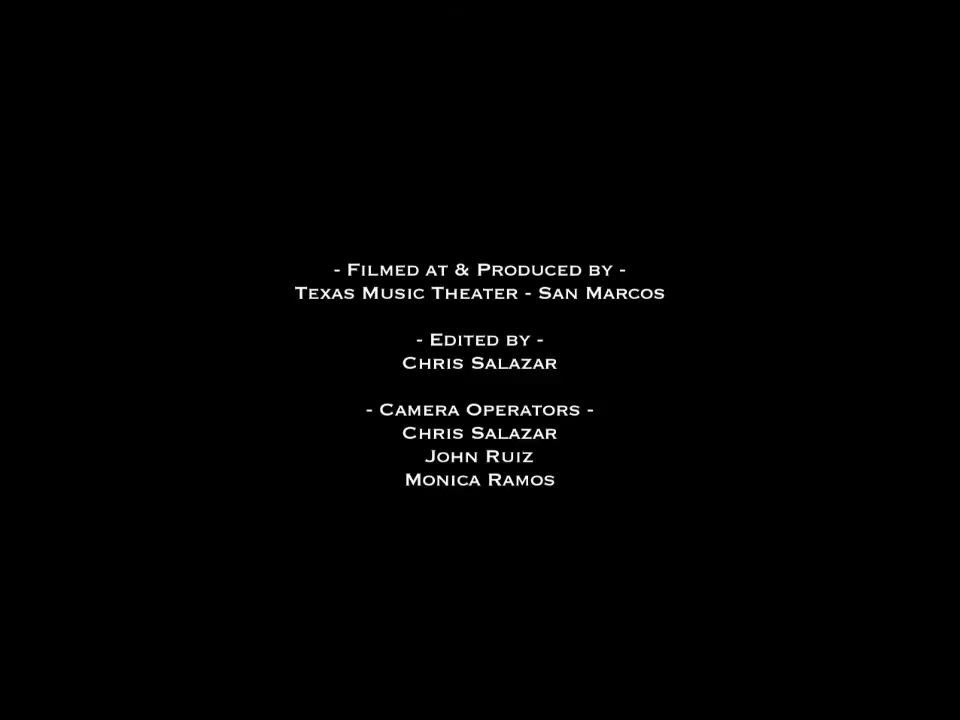 - Filmed at & Produced by -
Texas Music Theater - San Marcos
- Edited by -
Chris Salazar
- Camera Operators -
Chris Salazar
John Ruiz
Monica Ramos